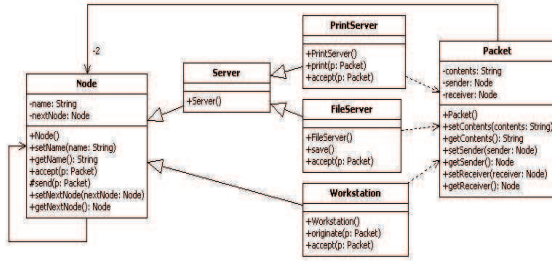 PrintServer
+PrintServer()
+print(p: Packet)
+accept(p: Packet)
-2
Packet
-contents: String
-sender: Node
-receiver: Node
+Packet()
+setContents(contents: String)
+getContents(): String
+setSender(sender: Node)
+getSender(): Node
+setReceiver(receiver: Node)
+getReceiver(): Node
Server
+Server()
Node
-name: String
-nextNode: Node
+Node()
+setName(name: String)
+getName(): String
+accept(p: Packet)
#send(p: Packet)
+setNextNode(nextNode: Node)
+getNextNode(): Node
FileServer
+FileServer()
+save()
+accept(p: Packet)
Workstation
+Workstation()
+originate(p: Packet)
+accept(p: Packet)